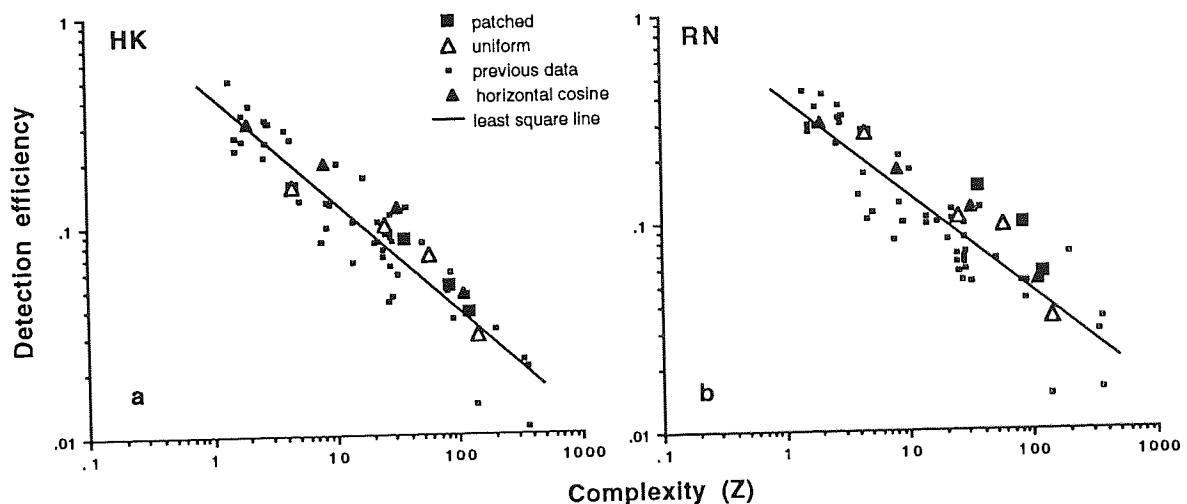 HK
patched
uniform
previous data
horizontal cosine
least square line
1
.1
.01
.1
1
10
100
1000
a
RN
1
.1
.01
.1
1
10
100
1000
b
Detection efficiency
Complexity (Z)